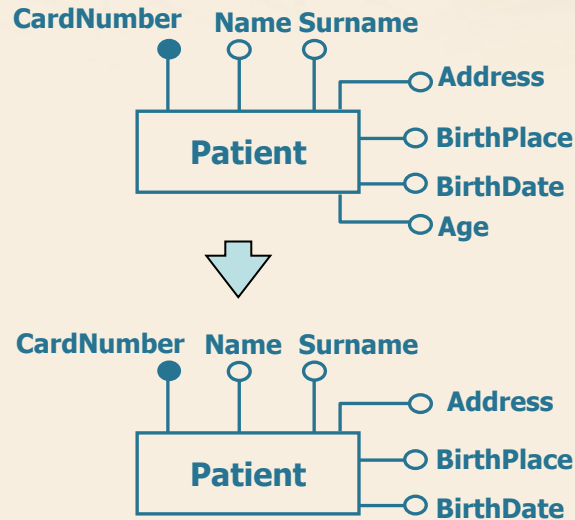 CardNumber Name Surname
Address
Patient
BirthPlace
BirthDate
Age
CardNumber Name Surname
Address
Patient
BirthPlace
BirthDate